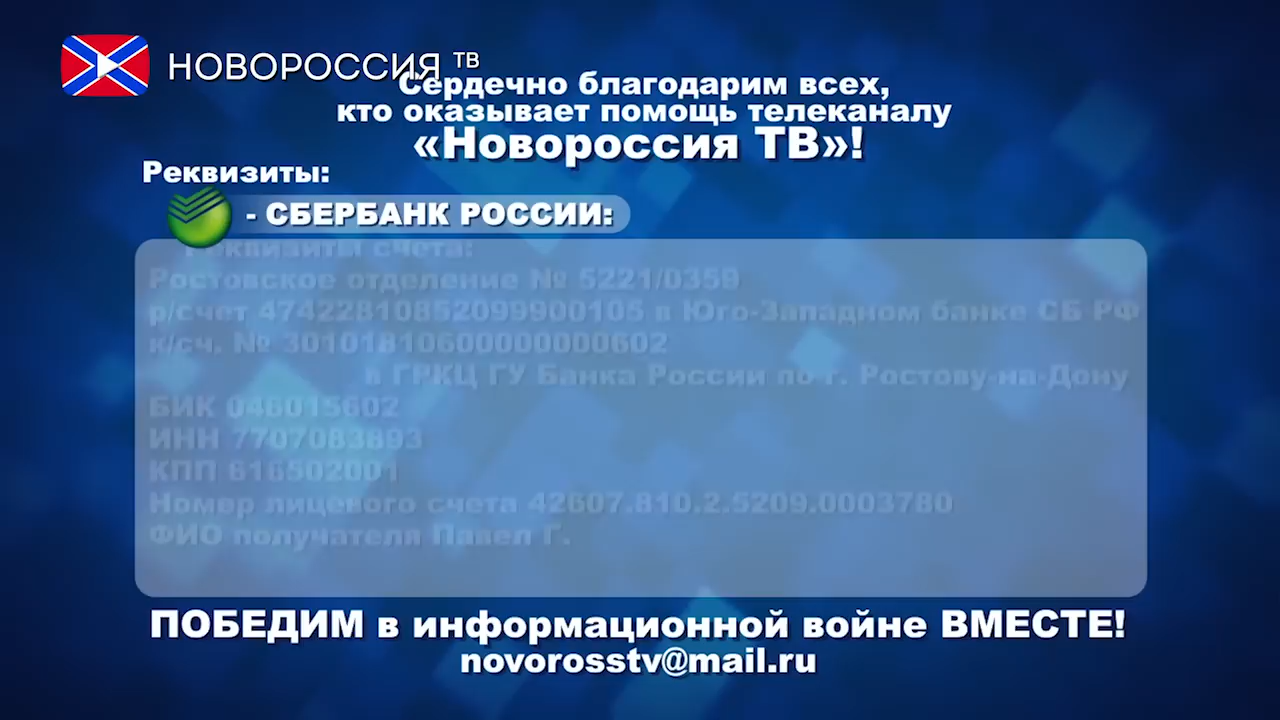 НОВОРОССИЯ ТВ
Сердечно благодарим всех,
кто оказывает помощь телеканалу
«Новороссия ТВ»!
Реквизиты:
- СБЕРБАНК РОССИИ:
Реквизиты счета:
Ростовское отделение № 5221/0359
р/счет 47422810852099900105 в Юго-Западном банке СБ РФ
к/сч. № 30101810600000000602
в ГРКЦ ГУ Банка России по г. Ростову-на-Дону
БИК 046015602
ИНН 7707083893
КПП 616502001
Номер лицевого счета 42607.810.2.5209.0003780
ФИО получателя Павел Г.
ПОБЕДИМ в информационной войне ВМЕСТЕ!
novorosstv@mail.ru